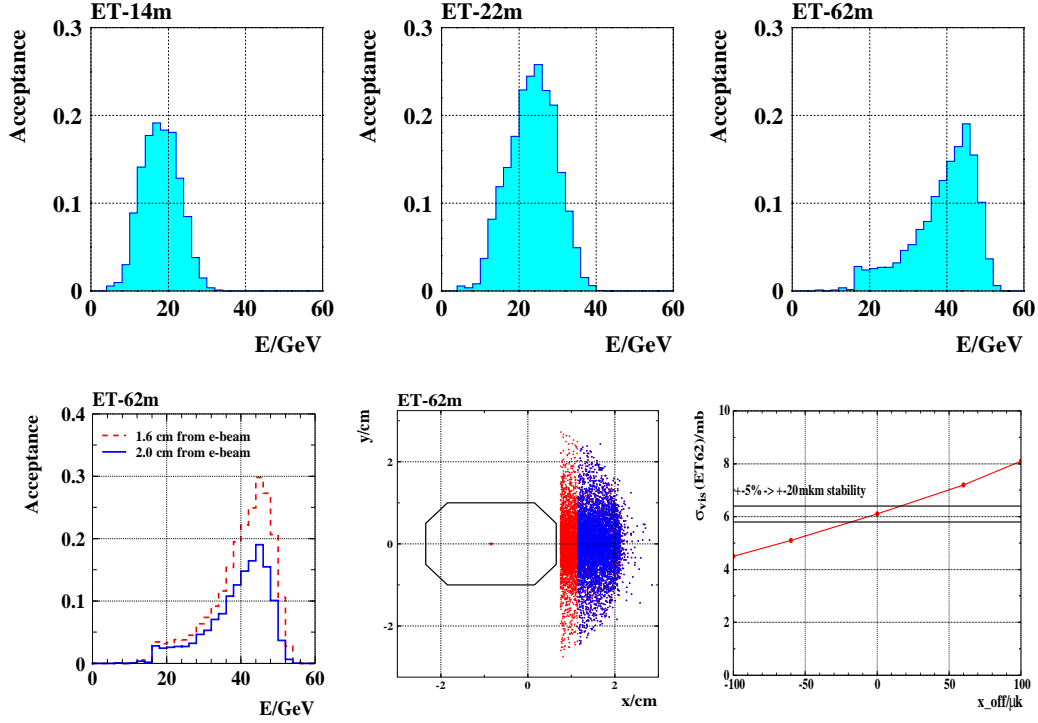 ET-14m
Acceptance
0.3
0.2
0.1
0
0
20
40
60
E/GeV
ET-22m
Acceptance
0.3
0.2
0.1
0
0
20
40
60
E/GeV
ET-62m
Acceptance
0.3
0.2
0.1
0
0
20
40
60
E/GeV
ET-62m
Acceptance
0.4
0.3
0.2
0.1
0
1.6 cm from e-beam
2.0 cm from e-beam
0
20
40
60
E/GeV
ET-62m
y/cm
2
0
-2
-2
0
2
x/cm
σvis (ET62)/mb
10
8
6
4
2
0
+-5% -> +-20mkm stability
-100
-50
0
50
100
x_off/μk